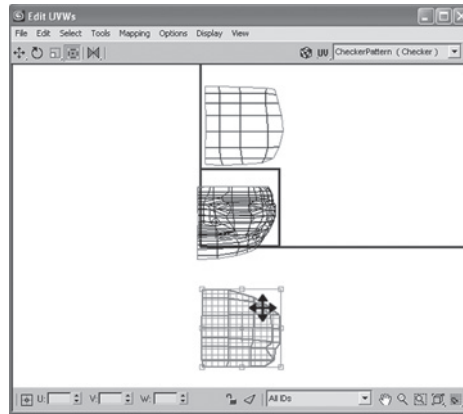 Edit UVWs
File Edit Select Tools Mapping Options Display View
UV CheckerPattern ( Checker )
U: V: W: All IDs